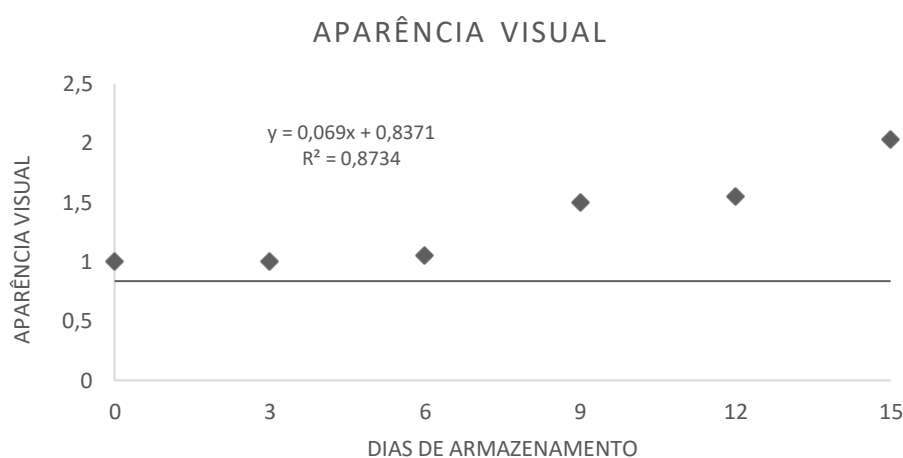 APARÊNCIA VISUAL
2,5
y = 0,069x + 0,8371
R² = 0,8734
2
1,5
1
0,5
0
APARÊNCIA VISUAL
0 3 6 9 12 15
DIAS DE ARMAZENAMENTO